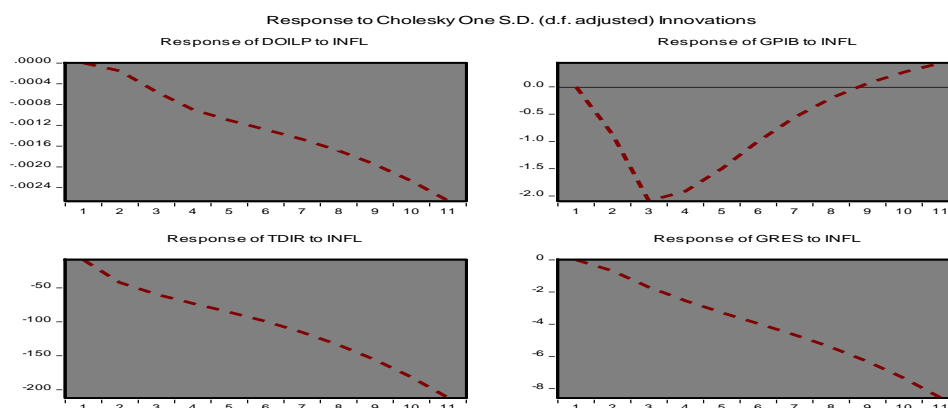 Response to Cholesky One S.D. (d.f. adjusted) Innovations
Response of DOILP to INFL
.0000
-.0004
-.0008
-.0012
-.0016
-.0020
-.0024
1 2 3 4 5 6 7 8 9 10 11
Response of GPIB to INFL
0.0
-0.5
-1.0
-1.5
-2.0
1 2 3 4 5 6 7 8 9 10 11
Response of TDIR to INFL
-50
-100
-150
-200
1 2 3 4 5 6 7 8 9 10 11
Response of GRES to INFL
0
-2
-4
-6
-8
1 2 3 4 5 6 7 8 9 10 11